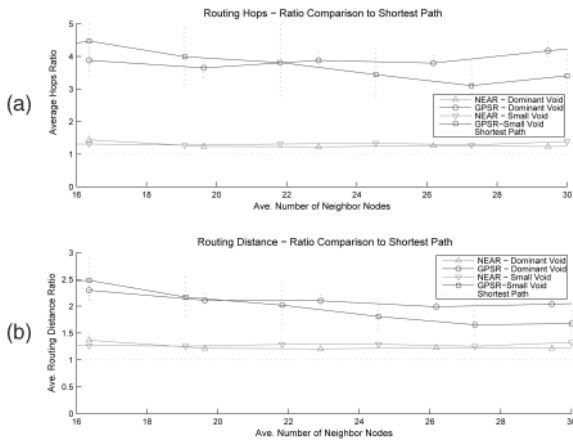 Routing Hops – Ratio Comparison to Shortest Path
5
4
3
2
1
0
Average Hops Ratio
(a)
NEAR – Dominant Void
GPSR – Dominant Void
NEAR – Small Void
GPSR–Small Void
Shortest Path
16 18 20 22 24 26 28 30
Ave. Number of Neighbor Nodes
Routing Distance – Ratio Comparison to Shortest Path
3
2.5
2
1.5
1
0.5
0
Ave. Routing Distance Ratio
(b)
NEAR – Dominant Void
GPSR – Dominant Void
NEAR – Small Void
GPSR–Small Void
Shortest Path
16 18 20 22 24 26 28 30
Ave. Number of Neighbor Nodes